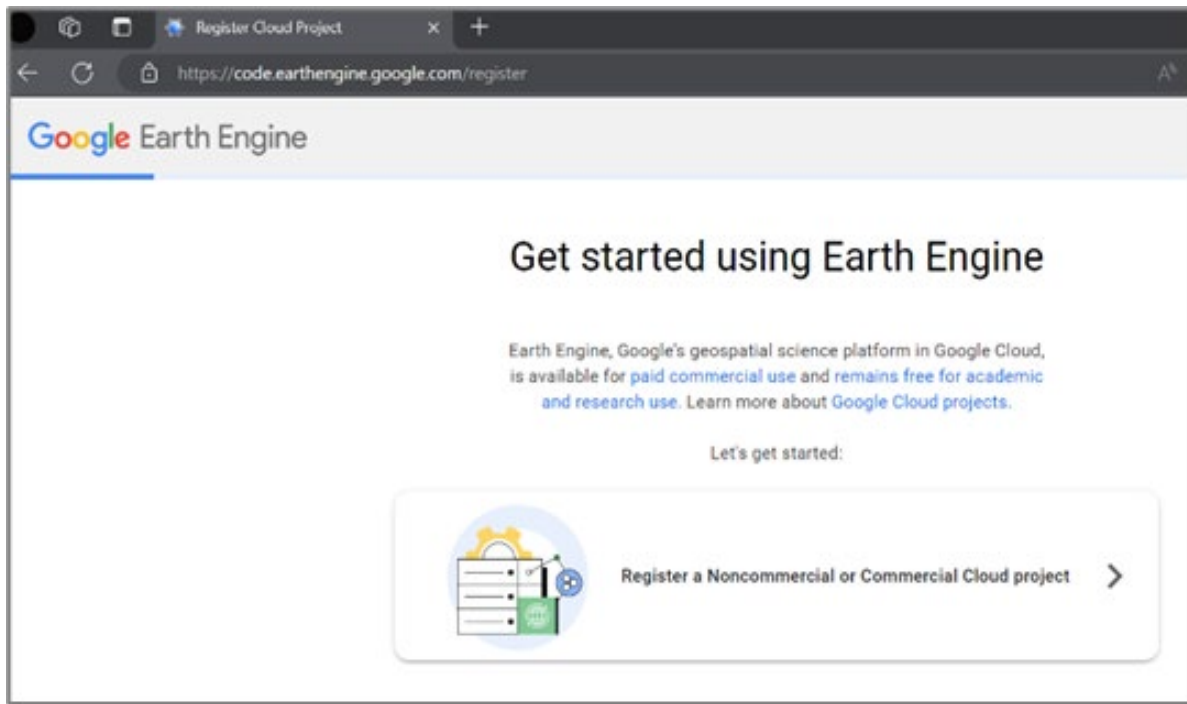 Register Cloud Project
https://code.earthengine.google.com/register
Google Earth Engine
Get started using Earth Engine
Earth Engine, Google's geospatial science platform in Google Cloud,
is available for paid commercial use and remains free for academic
and research use. Learn more about Google Cloud projects.
Let's get started:
Register a Noncommercial or Commercial Cloud project